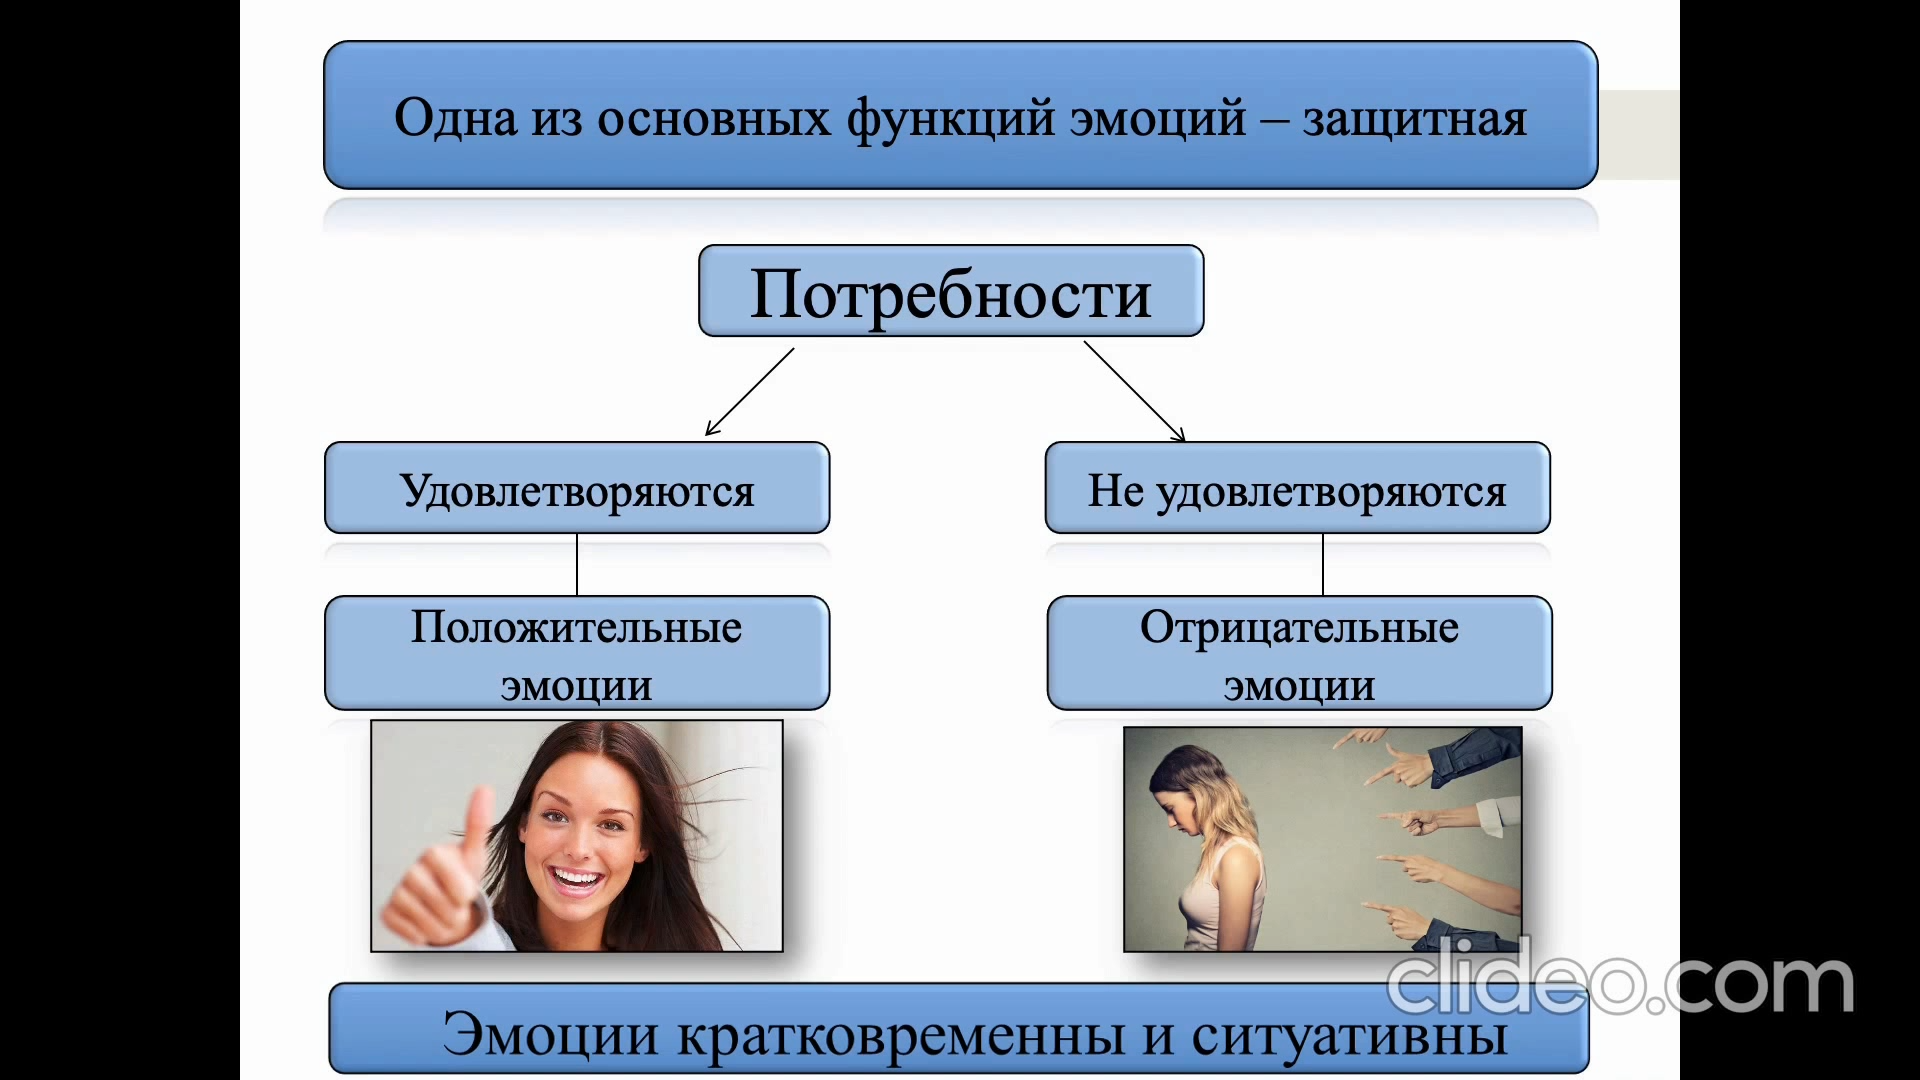 Одна из основных функций эмоций – защитная
Потребности
Удовлетворяются
Не удовлетворяются
Положительные
эмоции
Отрицательные
эмоции
clideo.com
Эмоции кратковременны и ситуативны